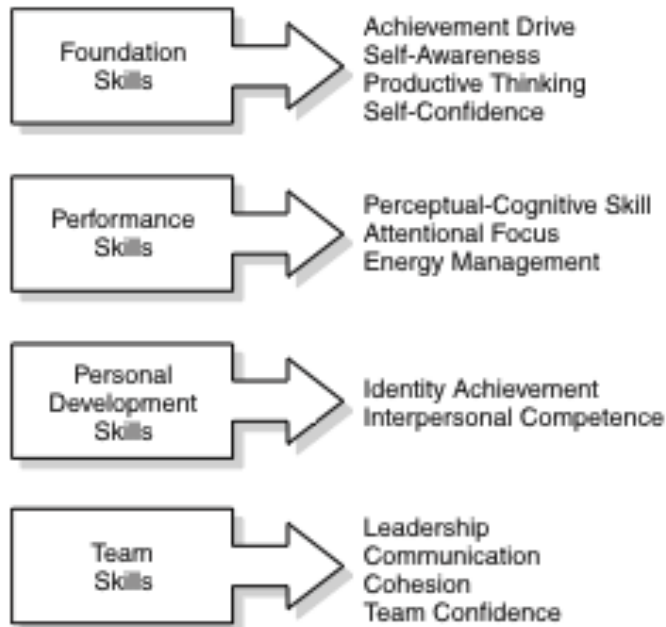 Foundation
Skills
Achievement Drive
Self-Awareness
Productive Thinking
Self-Confidence
Performance
Skills
Perceptual-Cognitive Skill
Attentional Focus
Energy Management
Personal
Development
Skills
Identity Achievement
Interpersonal Competence
Team
Skills
Leadership
Communication
Cohesion
Team Confidence